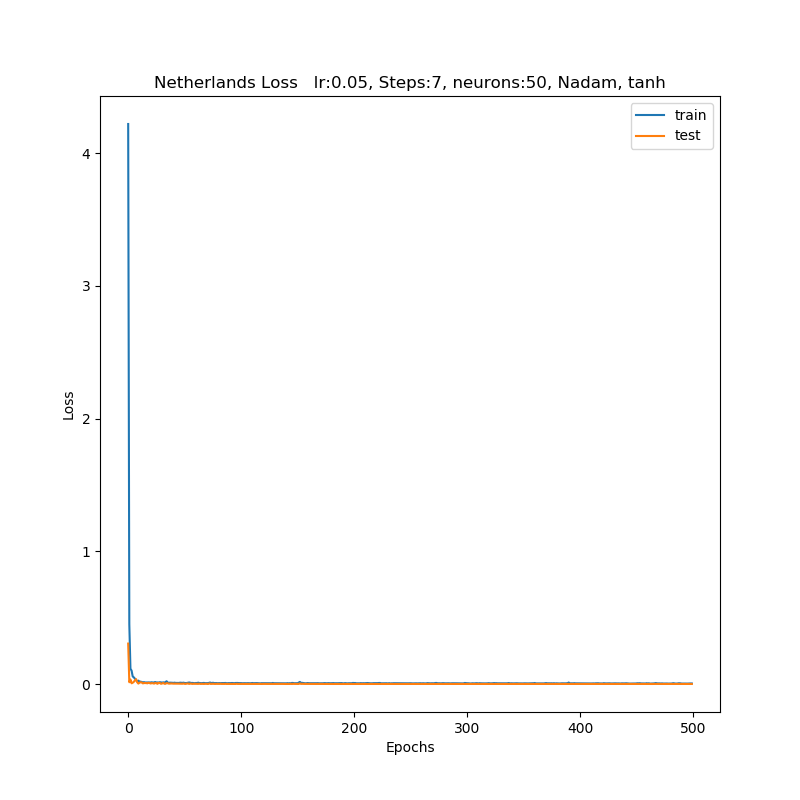 Netherlands Loss   lr:0.05, Steps:7, neurons:50, Nadam, tanh
train
test
4
3
2
1
0
Loss
0 100 200 300 400 500
Epochs